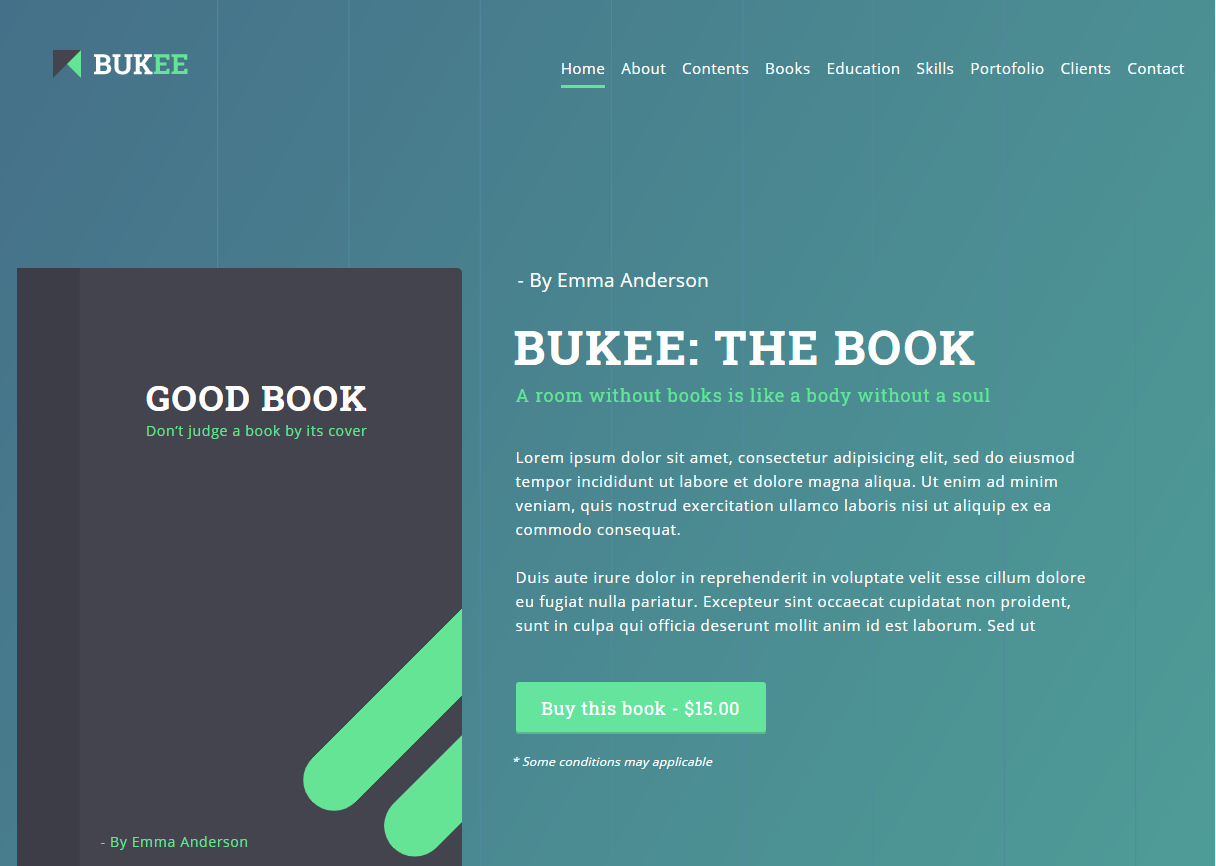 BUKEE
Home About Contents Books Education Skills Portofolio Clients Contact
GOOD BOOK
Don't judge a book by its cover
- By Emma Anderson
- By Emma Anderson
BUKEE: THE BOOK
A room without books is like a body without a soul
Lorem ipsum dolor sit amet, consectetur adipisicing elit, sed do eiusmod
tempor incididunt ut labore et dolore magna aliqua. Ut enim ad minim
veniam, quis nostrud exercitation ullamco laboris nisi ut aliquip ex ea
commodo consequat.
Duis aute irure dolor in reprehenderit in voluptate velit esse cillum dolore
eu fugiat nulla pariatur. Excepteur sint occaecat cupidatat non proident,
sunt in culpa qui officia deserunt mollit anim id est laborum. Sed ut
Buy this book - $15.00
* Some conditions may applicable